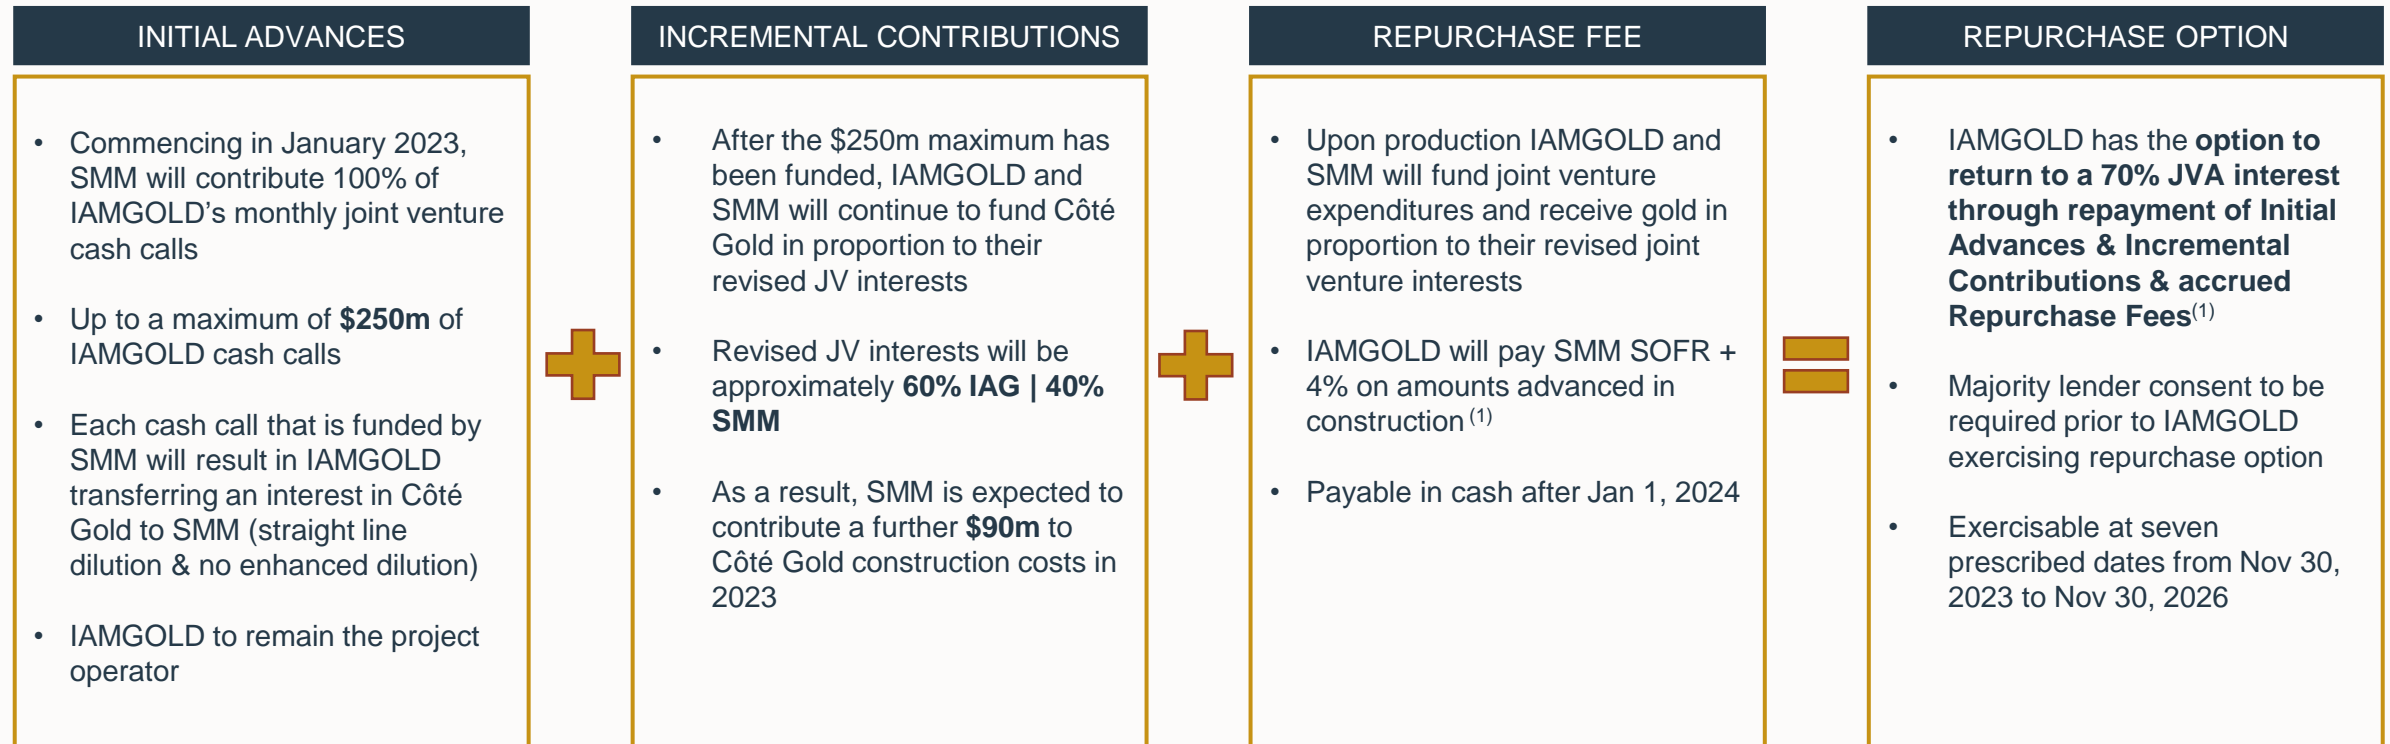 INITIAL ADVANCES
• Commencing in January 2023,
SMM will contribute 100% of
IAMGOLD’s monthly joint venture
cash calls
• Up to a maximum of $250m of
IAMGOLD cash calls
• Each cash call that is funded by
SMM will result in IAMGOLD
transferring an interest in Côté
Gold to SMM (straight line
dilution & no enhanced dilution)
• IAMGOLD to remain the project
operator
INCREMENTAL CONTRIBUTIONS
• After the $250m maximum has
been funded, IAMGOLD and
SMM will continue to fund Côté
Gold in proportion to their
revised JV interests
• Revised JV interests will be
approximately 60% IAG | 40%
SMM
• As a result, SMM is expected to
contribute a further $90m to
Côté Gold construction costs in
2023
REPURCHASE FEE
• Upon production IAMGOLD and
SMM will fund joint venture
expenditures and receive gold in
proportion to their revised joint
venture interests
• IAMGOLD will pay SMM SOFR +
4% on amounts advanced in
construction (1)
• Payable in cash after Jan 1, 2024
REPURCHASE OPTION
• IAMGOLD has the option to
return to a 70% JVA interest
through repayment of Initial
Advances & Incremental
Contributions & accrued
Repurchase Fees(1)
• Majority lender consent to be
required prior to IAMGOLD
exercising repurchase option
• Exercisable at seven
prescribed dates from Nov 30,
2023 to Nov 30, 2026